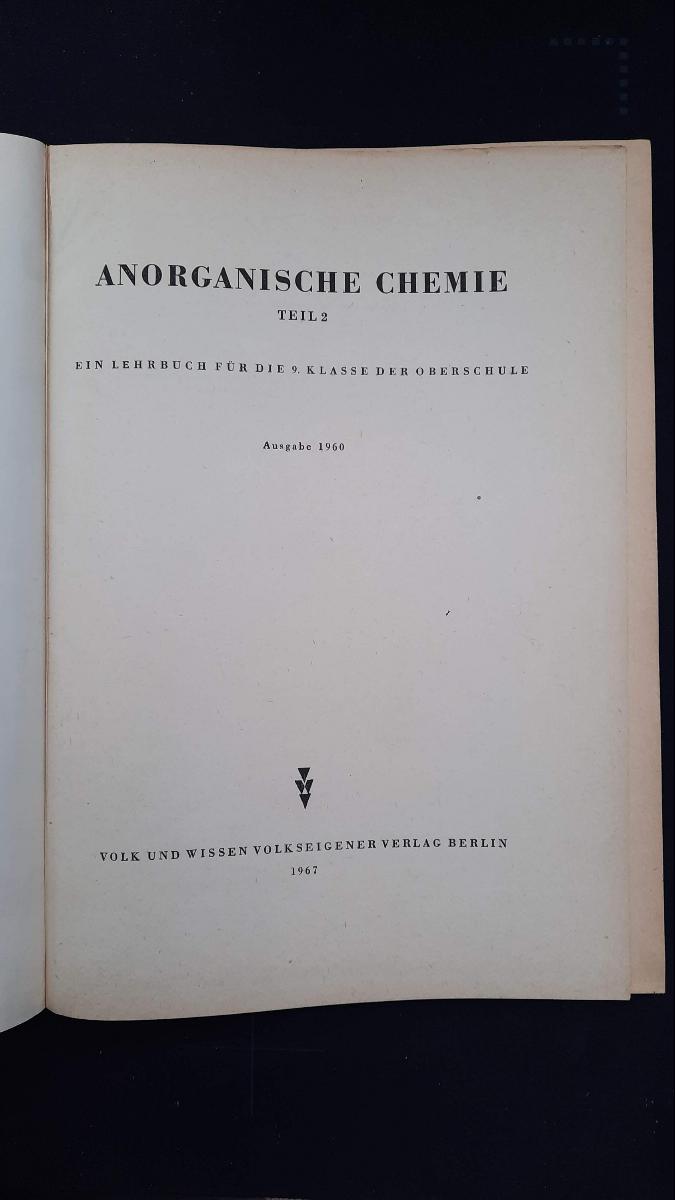 ANORGANISCHE CHEMIE
TEIL 2
EIN LEHRBUCH FÜR DIE 9. KLASSE DER OBERSCHULE
Ausgabe 1960
VOLK UND WISSEN VOLKSEIGENER VERLAG BERLIN
1967